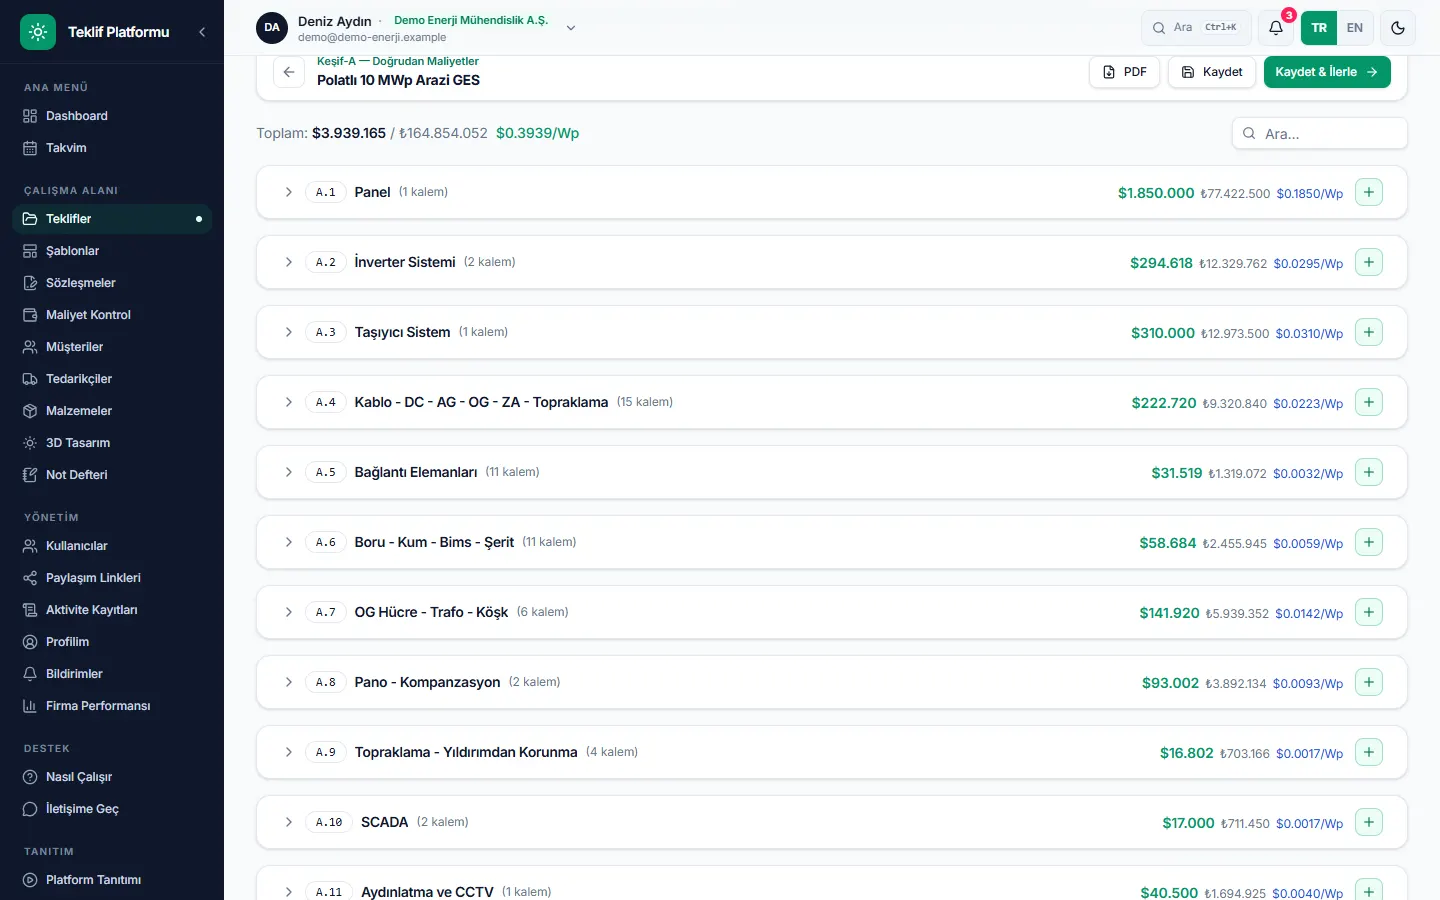 Teklif Platformu
ANA MENÜ
Dashboard
Takvim
ÇALIŞMA ALANI
Teklifler
Şablonlar
Sözleşmeler
Maliyet Kontrol
Müşteriler
Tedarikçiler
Malzemeler
3D Tasarım
Not Defteri
YÖNETİM
Kullanıcılar
Paylaşım Linkleri
Aktivite Kayıtları
Profilim
Bildirimler
Firma Performansı
DESTEK
Nasıl Çalışır
İletişime Geç
TANITIM
Platform Tanıtımı
DA Deniz Aydın · Demo Enerji Mühendislik A.Ş.
demo@demo-enerji.example
Ara Ctrl+K 3 TR EN
Keşif-A — Doğrudan Maliyetler
Polatlı 10 MWp Arazi GES
PDF Kaydet Kaydet & İlerle
Toplam: $3.939.165 / ₺164.854.052 $0.3939/Wp
Ara...
A.1 Panel (1 kalem) $1.850.000 ₺77.422.500 $0.1850/Wp
A.2 İnverter Sistemi (2 kalem) $294.618 ₺12.329.762 $0.0295/Wp
A.3 Taşıyıcı Sistem (1 kalem) $310.000 ₺12.973.500 $0.0310/Wp
A.4 Kablo - DC - AG - OG - ZA - Topraklama (15 kalem) $222.720 ₺9.320.840 $0.0223/Wp
A.5 Bağlantı Elemanları (11 kalem) $31.519 ₺1.319.072 $0.0032/Wp
A.6 Boru - Kum - Bims - Şerit (11 kalem) $58.684 ₺2.455.945 $0.0059/Wp
A.7 OG Hücre - Trafo - Köşk (6 kalem) $141.920 ₺5.939.352 $0.0142/Wp
A.8 Pano - Kompanzasyon (2 kalem) $93.002 ₺3.892.134 $0.0093/Wp
A.9 Topraklama - Yıldırımdan Korunma (4 kalem) $16.802 ₺703.166 $0.0017/Wp
A.10 SCADA (2 kalem) $17.000 ₺711.450 $0.0017/Wp
A.11 Aydınlatma ve CCTV (1 kalem) $40.500 ₺1.694.925 $0.0040/Wp